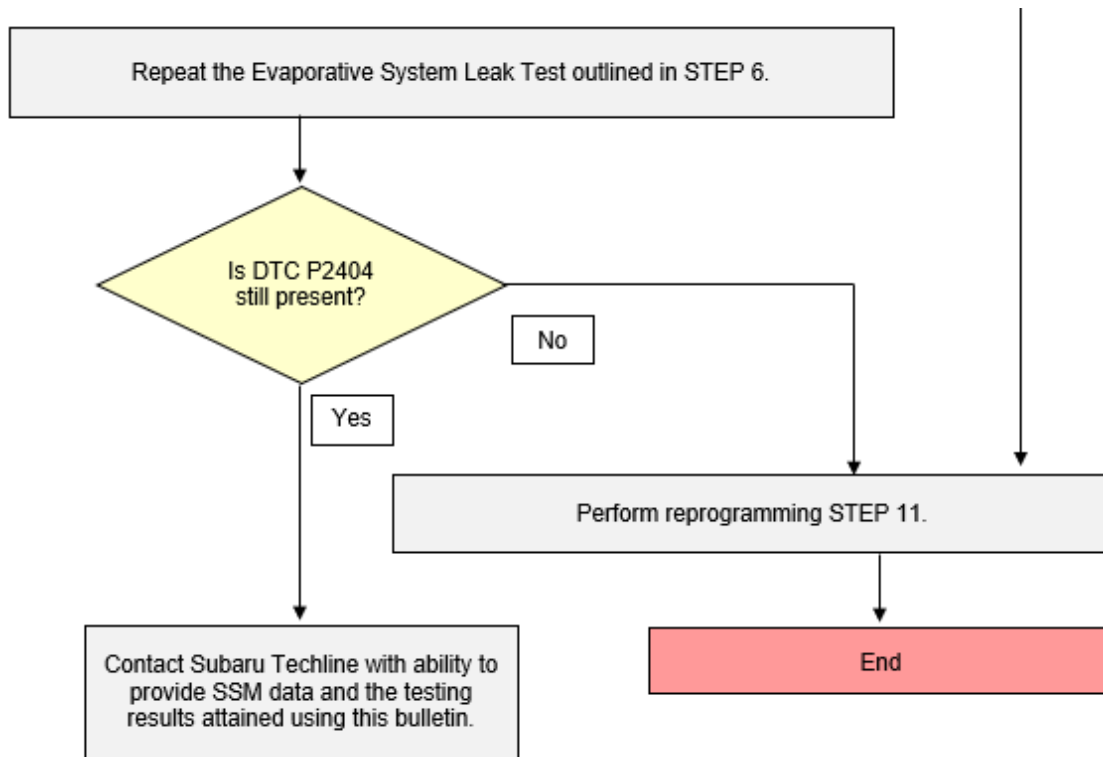 Repeat the Evaporative System Leak Test outlined in STEP 6.
Is DTC P2404
still present?
No
Yes
Perform reprogramming STEP 11.
Contact Subaru Techline with ability to
provide SSM data and the testing
results attained using this bulletin.
End